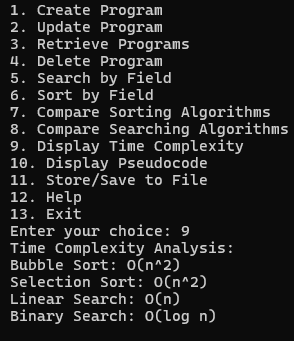 1. Create Program
2. Update Program
3. Retrieve Programs
4. Delete Program
5. Search by Field
6. Sort by Field
7. Compare Sorting Algorithms
8. Compare Searching Algorithms
9. Display Time Complexity
10. Display Pseudocode
11. Store/Save to File
12. Help
13. Exit
Enter your choice: 9
Time Complexity Analysis:
Bubble Sort: O(n^2)
Selection Sort: O(n^2)
Linear Search: O(n)
Binary Search: O(log n)